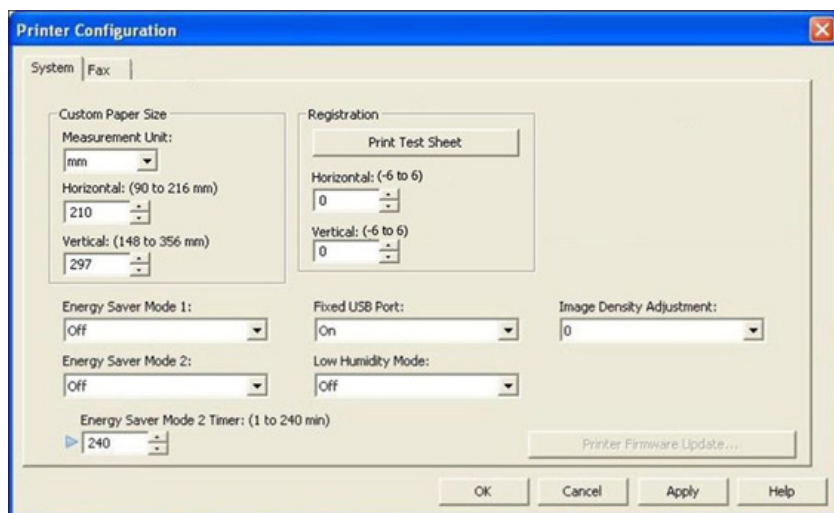 Printer Configuration
System Fax
Custom Paper Size
Measurement Unit:
mm
Horizontal: (90 to 216 mm)
210
Vertical: (148 to 356 mm)
297
Registration
Print Test Sheet
Horizontal: (-6 to 6)
0
Vertical: (-6 to 6)
0
Energy Saver Mode 1:
Off
Fixed USB Port:
On
Image Density Adjustment:
0
Energy Saver Mode 2:
Off
Low Humidity Mode:
Off
Energy Saver Mode 2 Timer: (1 to 240 min)
240
Printer Firmware Update...
OK Cancel Apply Help